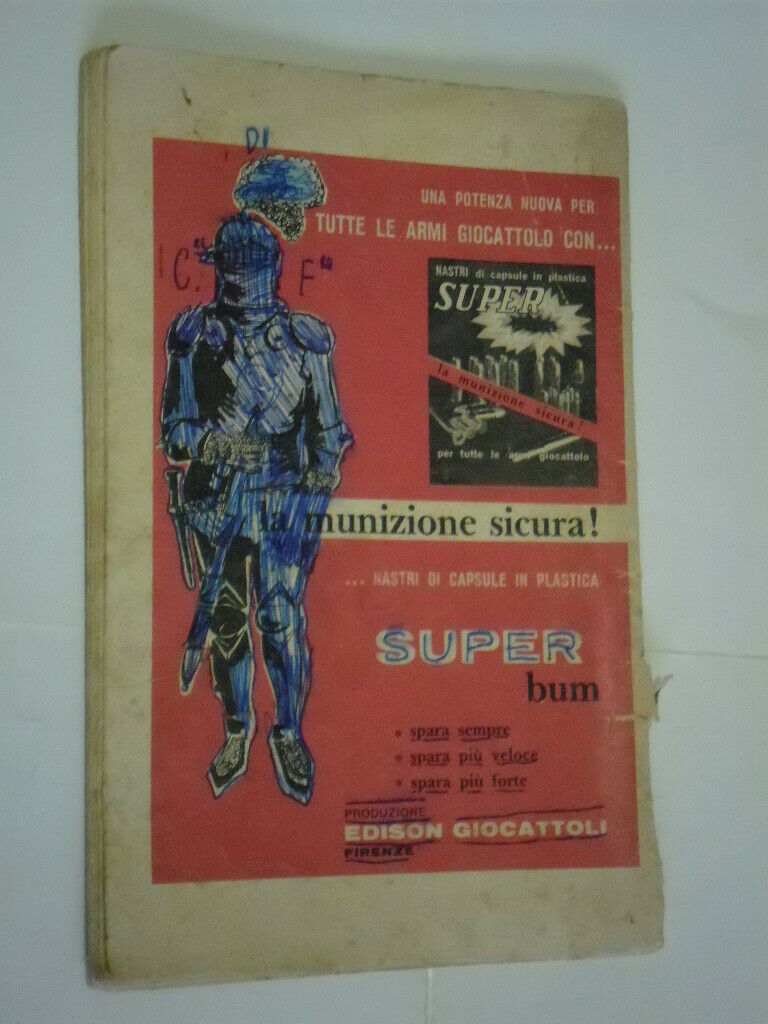 DI
C." F"
UNA POTENZA NUOVA PER
TUTTE LE ARMI GIOCATTOLO CON...
NASTRI di capsule in plastica
SUPER
la munizione sicura!
per tutte le armi giocattolo
la munizione sicura!
... NASTRI DI CAPSULE IN PLASTICA
SUPER
bum
• spara sempre
• spara più veloce
• spara più forte
PRODUZIONE
EDISON GIOCATTOLI
FIRENZE